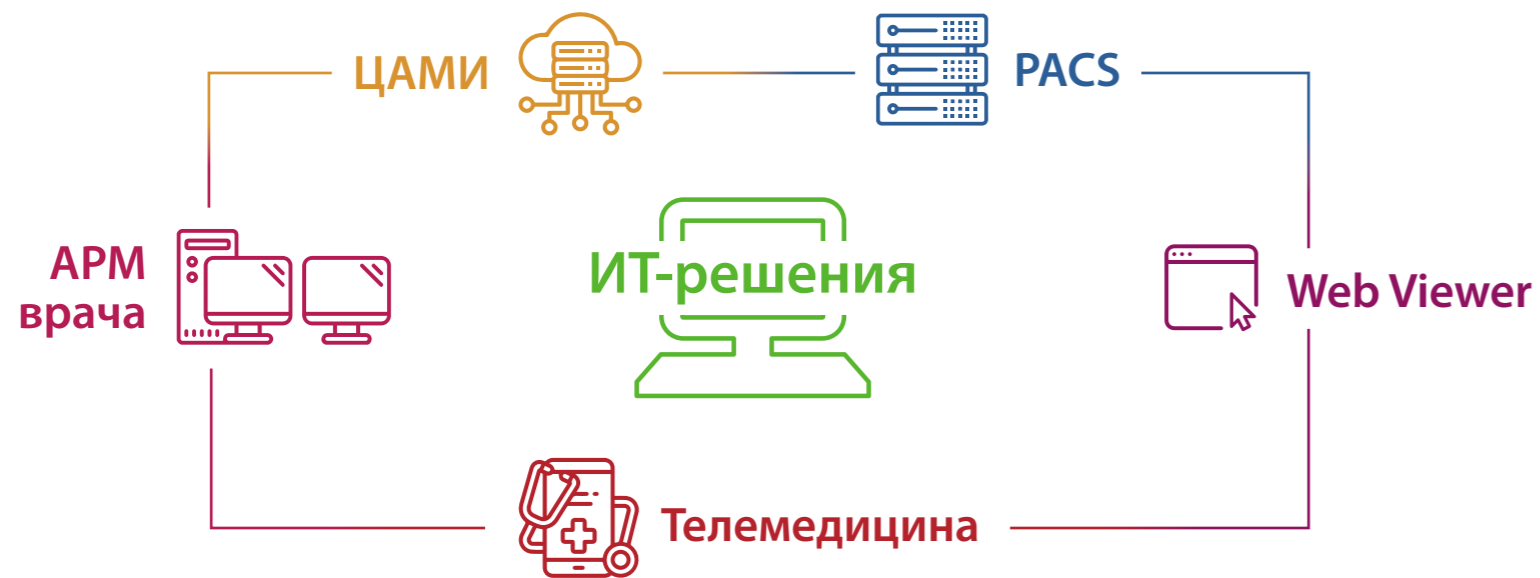 ЦАМИ
PACS
АРМ
врача
ИТ-решения
Web Viewer
Телемедицина